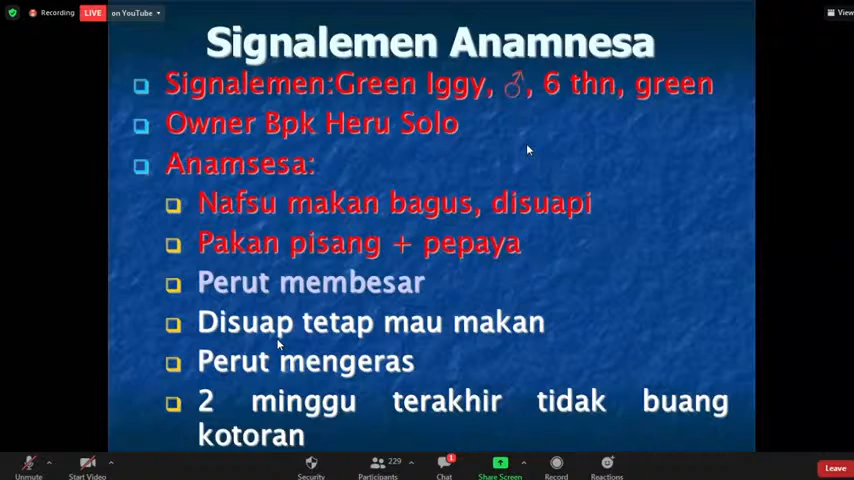 Recording
LIVE
on YouTube
View
Signalemen Anamnesa
Signalemen:Green Iggy, ♂, 6 thn, green
Owner Bpk Heru Solo
Anamsesa:
Nafsu makan bagus, disuapi
Pakan pisang + pepaya
Perut membesar
Disuap tetap mau makan
Perut mengeras
2 minggu terakhir tidak buang
kotoran
Unmute
Start Video
Security
Participants
229
Chat
1
Share Screen
Record
Reactions
Leave